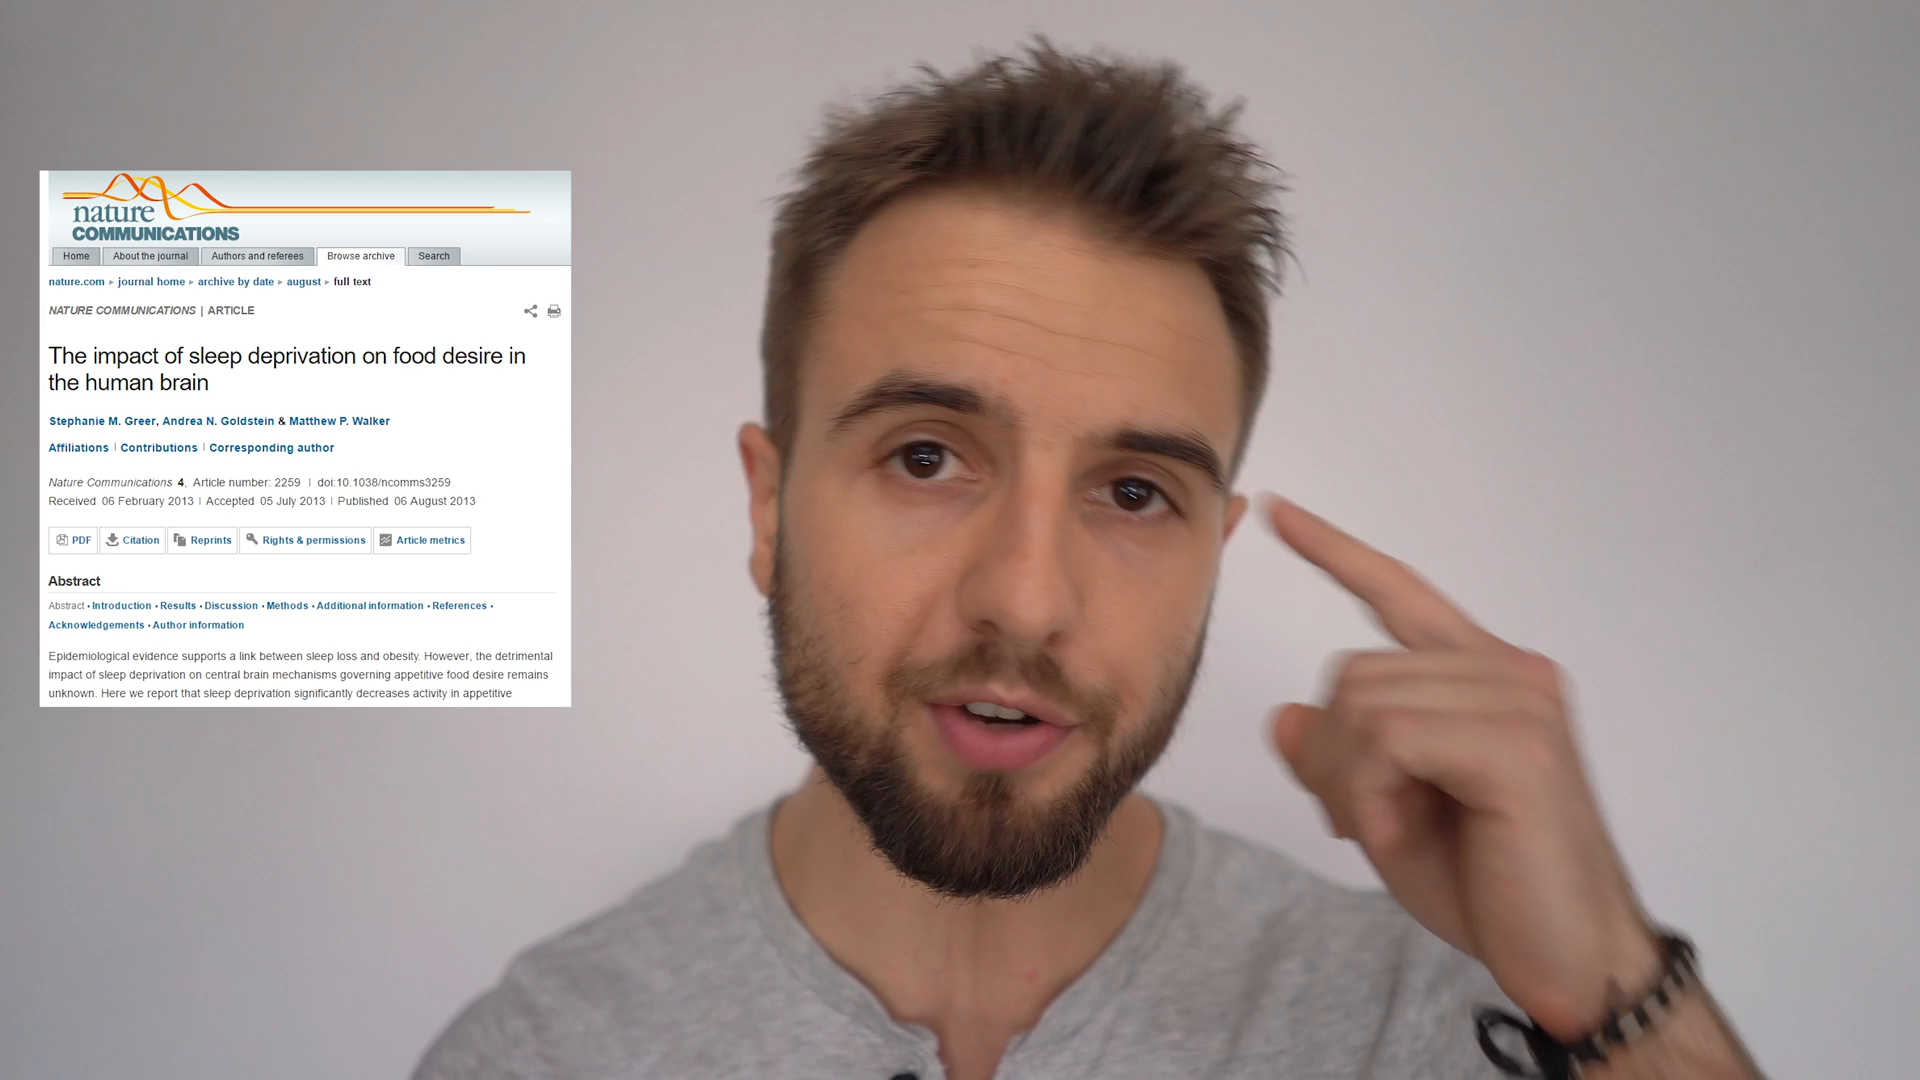 nature
COMMUNICATIONS
Home About the journal Authors and referees Browse archive Search
nature.com ▸ journal home ▸ archive by date ▸ august ▸ full text
NATURE COMMUNICATIONS | ARTICLE
The impact of sleep deprivation on food desire in
the human brain
Stephanie M. Greer, Andrea N. Goldstein & Matthew P. Walker
Affiliations | Contributions | Corresponding author
Nature Communications 4, Article number: 2259 | doi:10.1038/ncomms3259
Received 06 February 2013 | Accepted 05 July 2013 | Published 06 August 2013
PDF Citation Reprints Rights & permissions Article metrics
Abstract
Abstract • Introduction • Results • Discussion • Methods • Additional information • References •
Acknowledgements • Author information
Epidemiological evidence supports a link between sleep loss and obesity. However, the detrimental
impact of sleep deprivation on central brain mechanisms governing appetitive food desire remains
unknown. Here we report that sleep deprivation significantly decreases activity in appetitive